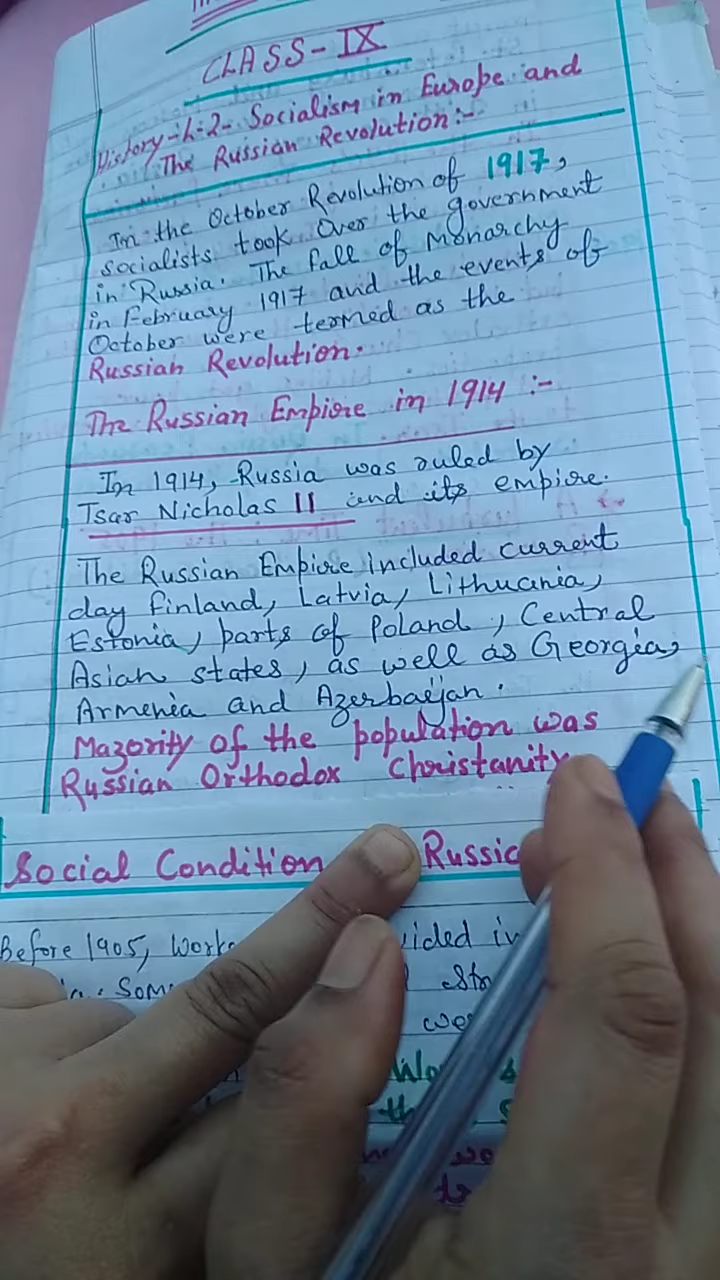 CLASS-IX
History-L-2- Socialism in Europe and
The Russian Revolution:-
In the October Revolution of 1917,
socialists took over the government
in Russia. The fall of Monarchy
in February 1917 and the events of
October were termed as the
Russian Revolution.
The Russian Empire in 1914 :-
In 1914, Russia was ruled by
Tsar Nicholas II and its empire.
The Russian Empire included current
day finland, Latvia, Lithuania,
Estonia, parts of Poland, Central
Asian states, as well as Georgia,
Armenia and Azerbaijan.
Mazority of the population was
Russian Orthodox Christanity
Social Condition
Before 1905,